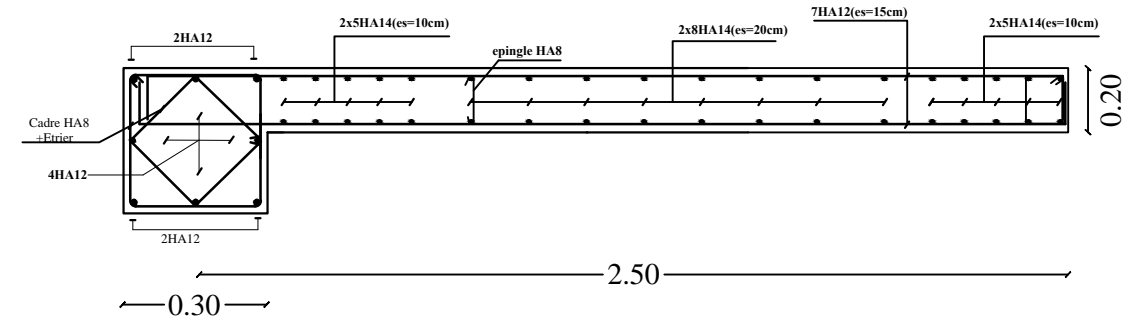 2HA12
2x5HA14(es=10cm)
epingle HA8
2x8HA14(es=20cm)
7HA12(es=15cm)
2x5HA14(es=10cm)
0.20
Cadre HA8
+Etrier
4HA12
2HA12
2.50
0.30